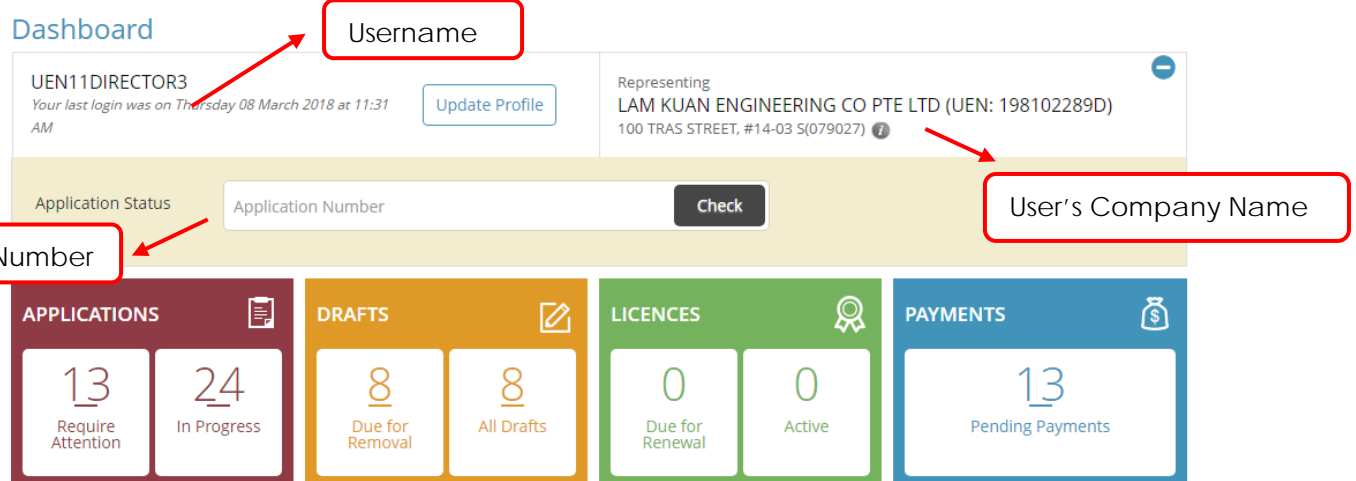 Dashboard
Username
UEN11DIRECTOR3
Your last login was on Thursday 08 March 2018 at 11:31
AM
Update Profile
Representing
LAM KUAN ENGINEERING CO PTE LTD (UEN: 198102289D)
100 TRAS STREET, #14-03 S(079027)
Application Status
Application Number
Check
User's Company Name
Number
APPLICATIONS
13
Require
Attention
24
In Progress
DRAFTS
8
Due for
Removal
8
All Drafts
LICENCES
0
Due for
Renewal
0
Active
PAYMENTS
13
Pending Payments